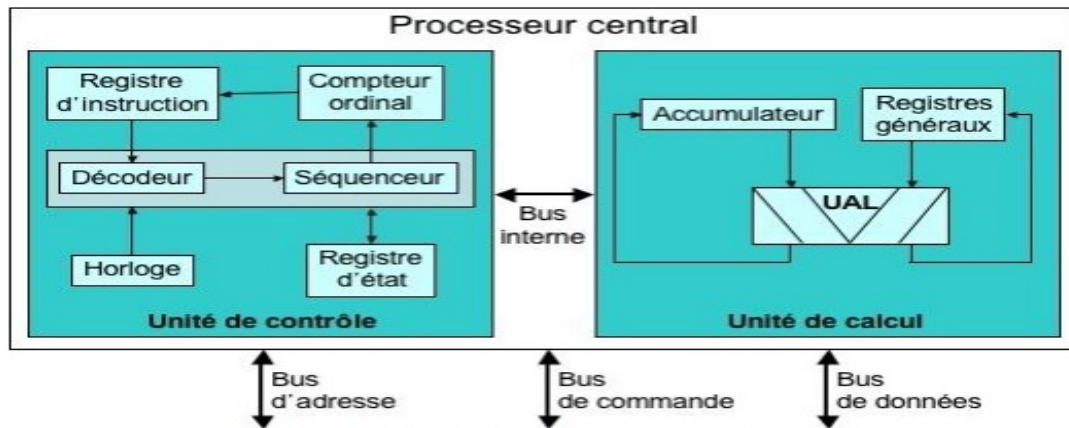 Processeur central
Registre
d'instruction
Compteur
ordinal
Décodeur
Séquenceur
Horloge
Registre
d'état
Unité de contrôle
Bus
interne
Accumulateur
Registres
généraux
UAL
Unité de calcul
Bus
d'adresse
Bus
de commande
Bus
de données